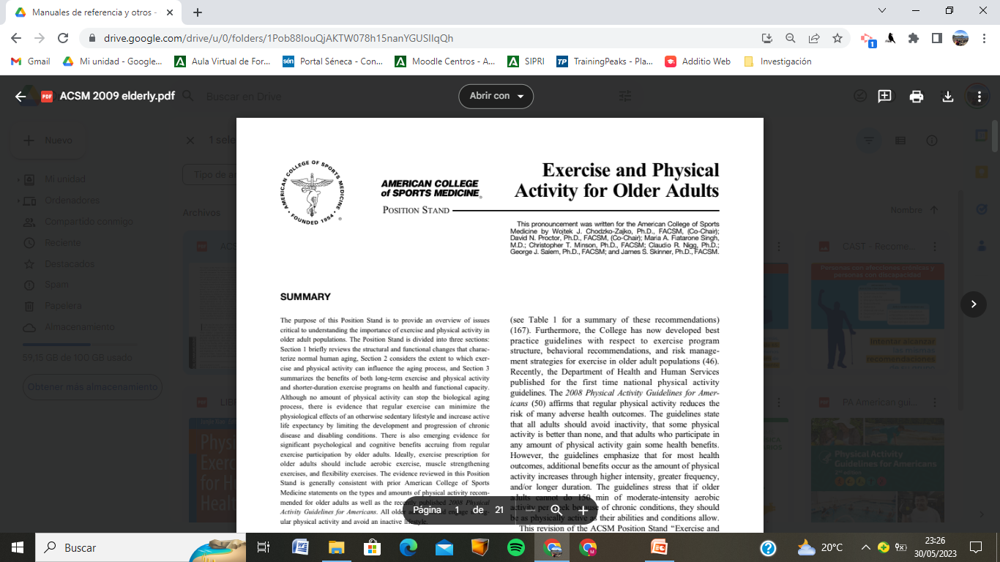 Manuales de referencia y otros -
drive.google.com/drive/u/0/folders/1Pob88IouQjAKTW078h15nanYGUSIIqQh
1
Gmail
Mi unidad - Google...
Aula Virtual de For...
sén
Portal Séneca - Con...
Moodle Centros - A...
SIPRI
TP
TrainingPeaks - Pla...
Additio Web
Investigación
PDF
ACSM 2009 elderly.pdf
Buscar en Drive
Abrir con
Nuevo
1 sele
Mi unidad
Ordenadores
Compartido conmigo
Reciente
Destacados
Spam
Papelera
Almacenamiento
59,15 GB de 100 GB usado
Obtener más almacenamiento
Tipo de ar
Archivos
Nombre
ACS
CAST - Recome...
Personas con afecciones crónicas y
personas con discapacidad
intentar alcanzar
las mismas
recomendaciones
LIBR
Physi
Exerc
for H
Healt
PA American gui...
Physical Activity
Guidelines for Americans
AMERICAN COLLEGE OF SPORTS MEDICINE
FOUNDED 1954
AMERICAN COLLEGE
of SPORTS MEDICINE®
POSITION STAND
Exercise and Physical
Activity for Older Adults
This pronouncement was written for the American College of Sports
Medicine by Wojtek J. Chodzko-Zajko, Ph.D., FACSM, (Co-Chair);
David N. Proctor, Ph.D., FACSM, (Co-Chair); Maria A. Fiatarone Singh,
M.D.; Christopher T. Minson, Ph.D., FACSM; Claudio R. Nigg, Ph.D.;
George J. Salem, Ph.D., FACSM; and James S. Skinner, Ph.D., FACSM.
SUMMARY
The purpose of this Position Stand is to provide an overview of issues
critical to understanding the importance of exercise and physical activity in
older adult populations. The Position Stand is divided into three sections:
Section 1 briefly reviews the structural and functional changes that charac-
terize normal human aging, Section 2 considers the extent to which exer-
cise and physical activity can influence the aging process, and Section 3
summarizes the benefits of both long-term exercise and physical activity
and shorter-duration exercise programs on health and functional capacity.
Although no amount of physical activity can stop the biological aging
process, there is evidence that regular exercise can minimize the
physiological effects of an otherwise sedentary lifestyle and increase active
life expectancy by limiting the development and progression of chronic
disease and disabling conditions. There is also emerging evidence for
significant psychological and cognitive benefits accruing from regular
exercise participation by older adults. Ideally, exercise prescription for
older adults should include aerobic exercise, muscle strengthening
exercises, and flexibility exercises. The evidence reviewed in this Position
Stand is generally consistent with prior American College of Sports
Medicine statements on the types and amounts of physical activity recom-
mended for older adults as well as the recently published 2008 Physical
Activity Guidelines for Americans. All older adults should engage in reg-
ular physical activity and avoid an inactive lifestyle.
(see Table 1 for a summary of these recommendations)
(167). Furthermore, the College has now developed best
practice guidelines with respect to exercise program
structure, behavioral recommendations, and risk manage-
ment strategies for exercise in older adult populations (46).
Recently, the Department of Health and Human Services
published for the first time national physical activity
guidelines. The 2008 Physical Activity Guidelines for Amer-
icans (50) affirms that regular physical activity reduces the
risk of many adverse health outcomes. The guidelines state
that all adults should avoid inactivity, that some physical
activity is better than none, and that adults who participate in
any amount of physical activity gain some health benefits.
However, the guidelines emphasize that for most health
outcomes, additional benefits occur as the amount of physical
activity increases through higher intensity, greater frequency,
and/or longer duration. The guidelines stress that if older
adults cannot do 150 min of moderate-intensity aerobic
activity per week because of chronic conditions, they should
be as physically active as their abilities and conditions allow.
This revision of the ACSM Position Stand "Exercise and
Página 1 de 21
Buscar
20°C
23:26
30/05/2023